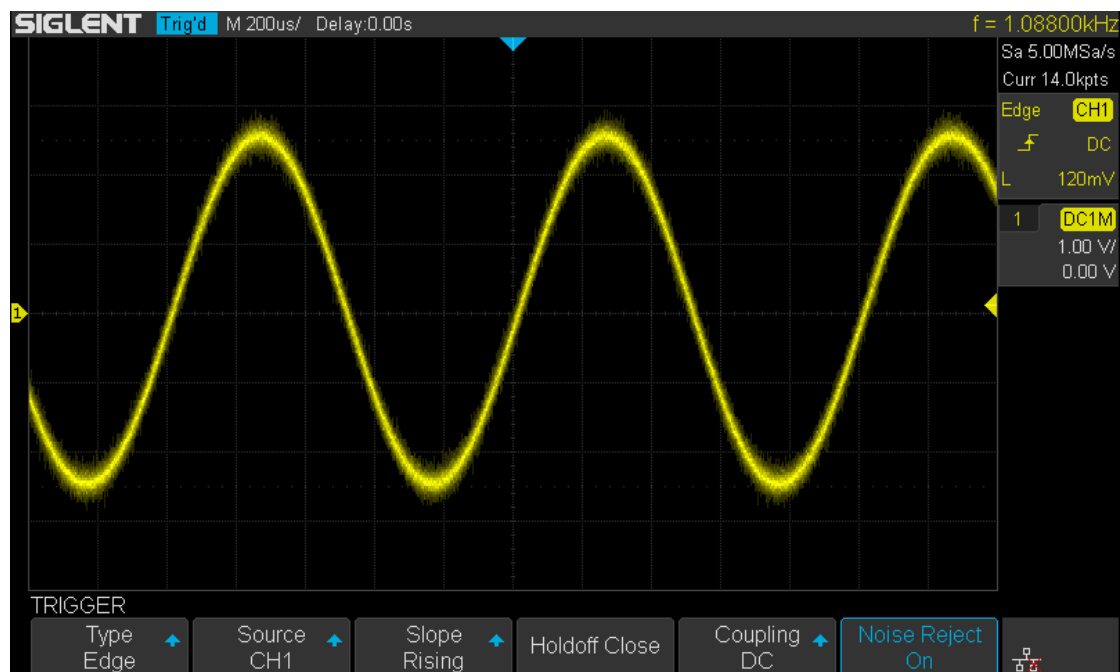 SIGLENT Trig'd M 200us/ Delay:0.00s f = 1.08800kHz
Sa 5.00MSa/s
Curr 14.0kpts
Edge CH1
DC
L 120mV
1 DC1M
1.00 V/
0.00 V
1
TRIGGER
Type Source Slope Holdoff Close Coupling Noise Reject
Edge CH1 Rising DC On